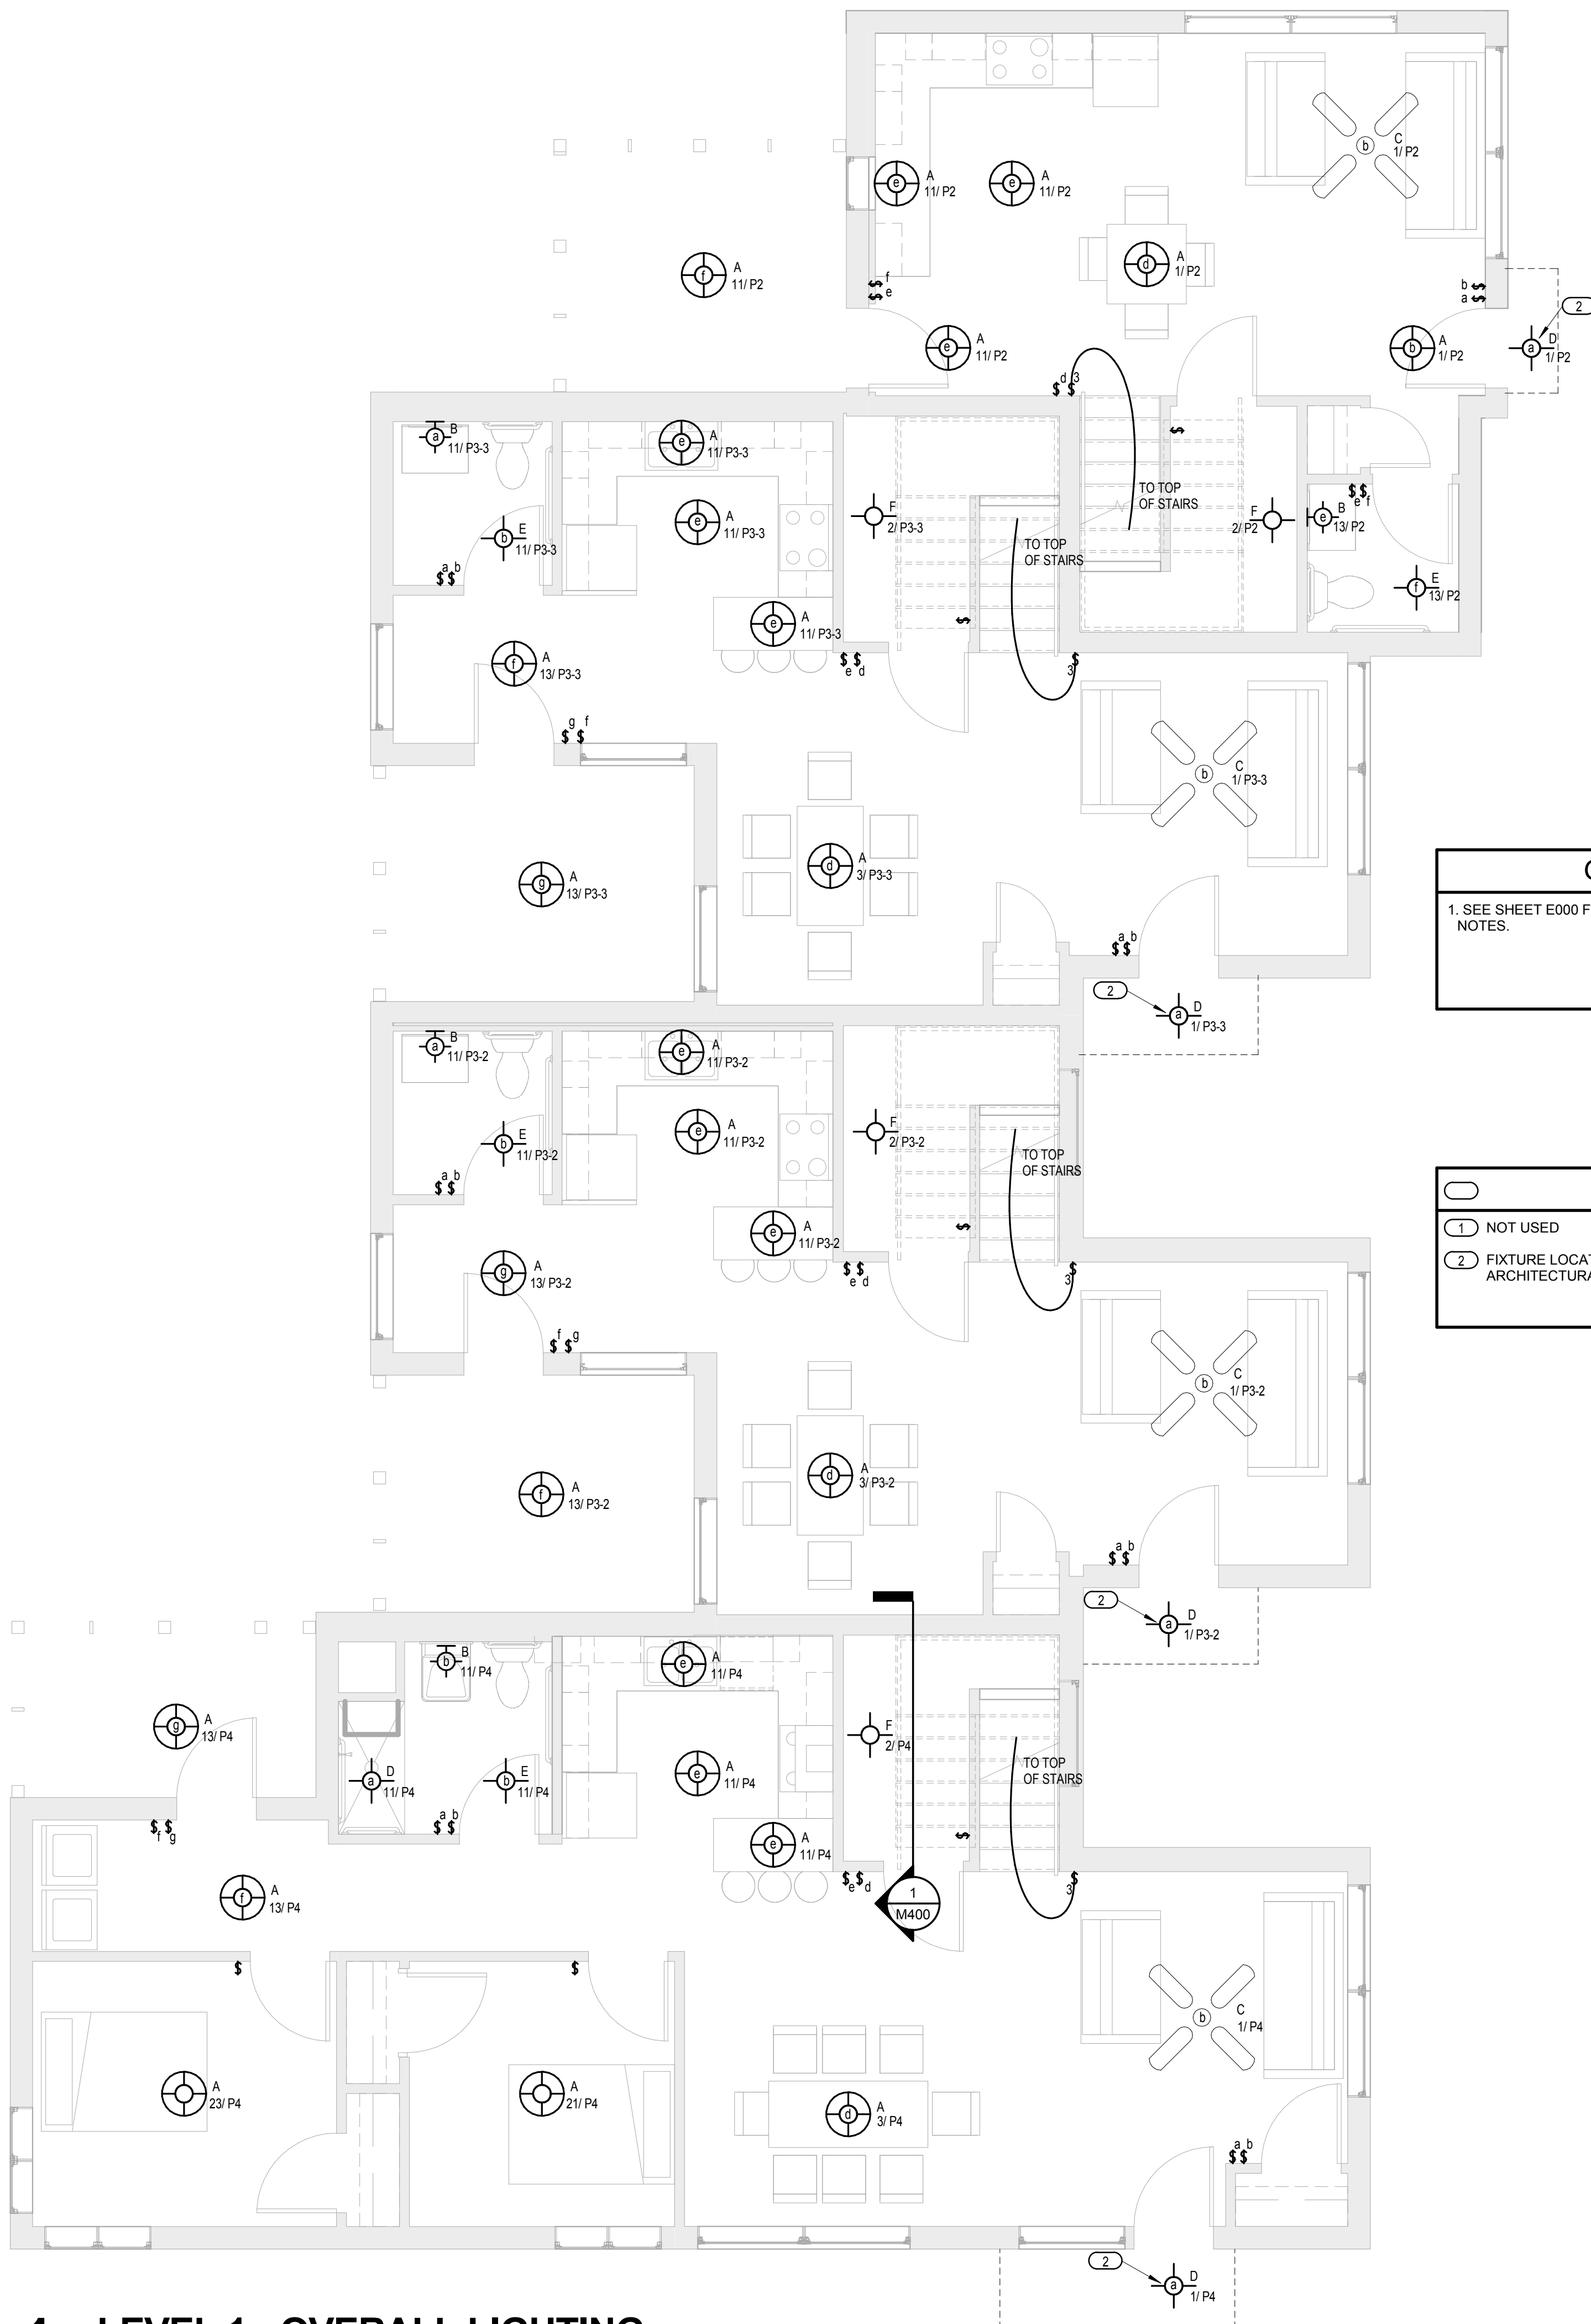 b
C
1/ P2
e
A
11/ P2
e
A
11/ P2
d
A
1/ P2
f
A
11/ P2
$ f
$ e
b $
a $
2
e
A
11/ P2
b
A
1/ P2
a
D
1/ P2
d 3
$ $
a
B
11/ P3-3
e
A
11/ P3-3
$
TO TOP
OF STAIRS
F
2/ P3-3
e
A
11/ P3-3
F
2/ P2
$ $
e f
e
B
13/ P2
b
E
11/ P3-3
TO TOP
OF STAIRS
a b
$ $
f
E
13/ P2
e
A
11/ P3-3
$
f
A
13/ P3-3
$ $
e d
$
3
g f
$ $
b
C
1/ P3-3
d
A
3/ P3-3
g
A
13/ P3-3
1. SEE SHEET E000 F
NOTES.
a b
$ $
2
a
D
1/ P3-3
a
B
11/ P3-2
e
A
11/ P3-2
e
A
11/ P3-2
F
2/ P3-2
b
E
11/ P3-2
TO TOP
OF STAIRS
a b
$ $
e
A
11/ P3-2
$
1 NOT USED
2 FIXTURE LOCAT
ARCHITECTURA
g
A
13/ P3-2
$ $
e d
$
3
f g
$ $
b
C
1/ P3-2
d
A
3/ P3-2
f
A
13/ P3-2
a b
$ $
2
a
D
1/ P3-2
b
B
11/ P4
e
A
11/ P4
g
A
13/ P4
F
2/ P4
a
D
11/ P4
b
E
11/ P4
e
A
11/ P4
TO TOP
OF STAIRS
a b
$ $
$ $
f g
e
A
11/ P4
$
$ $
e d
$
3
f
A
13/ P4
1
M400
$
$
b
C
1/ P4
A
23/ P4
A
21/ P4
d
A
3/ P4
a b
$ $
2
a
D
1/ P4
LEVEL 1 - OVERALL LIGHTING